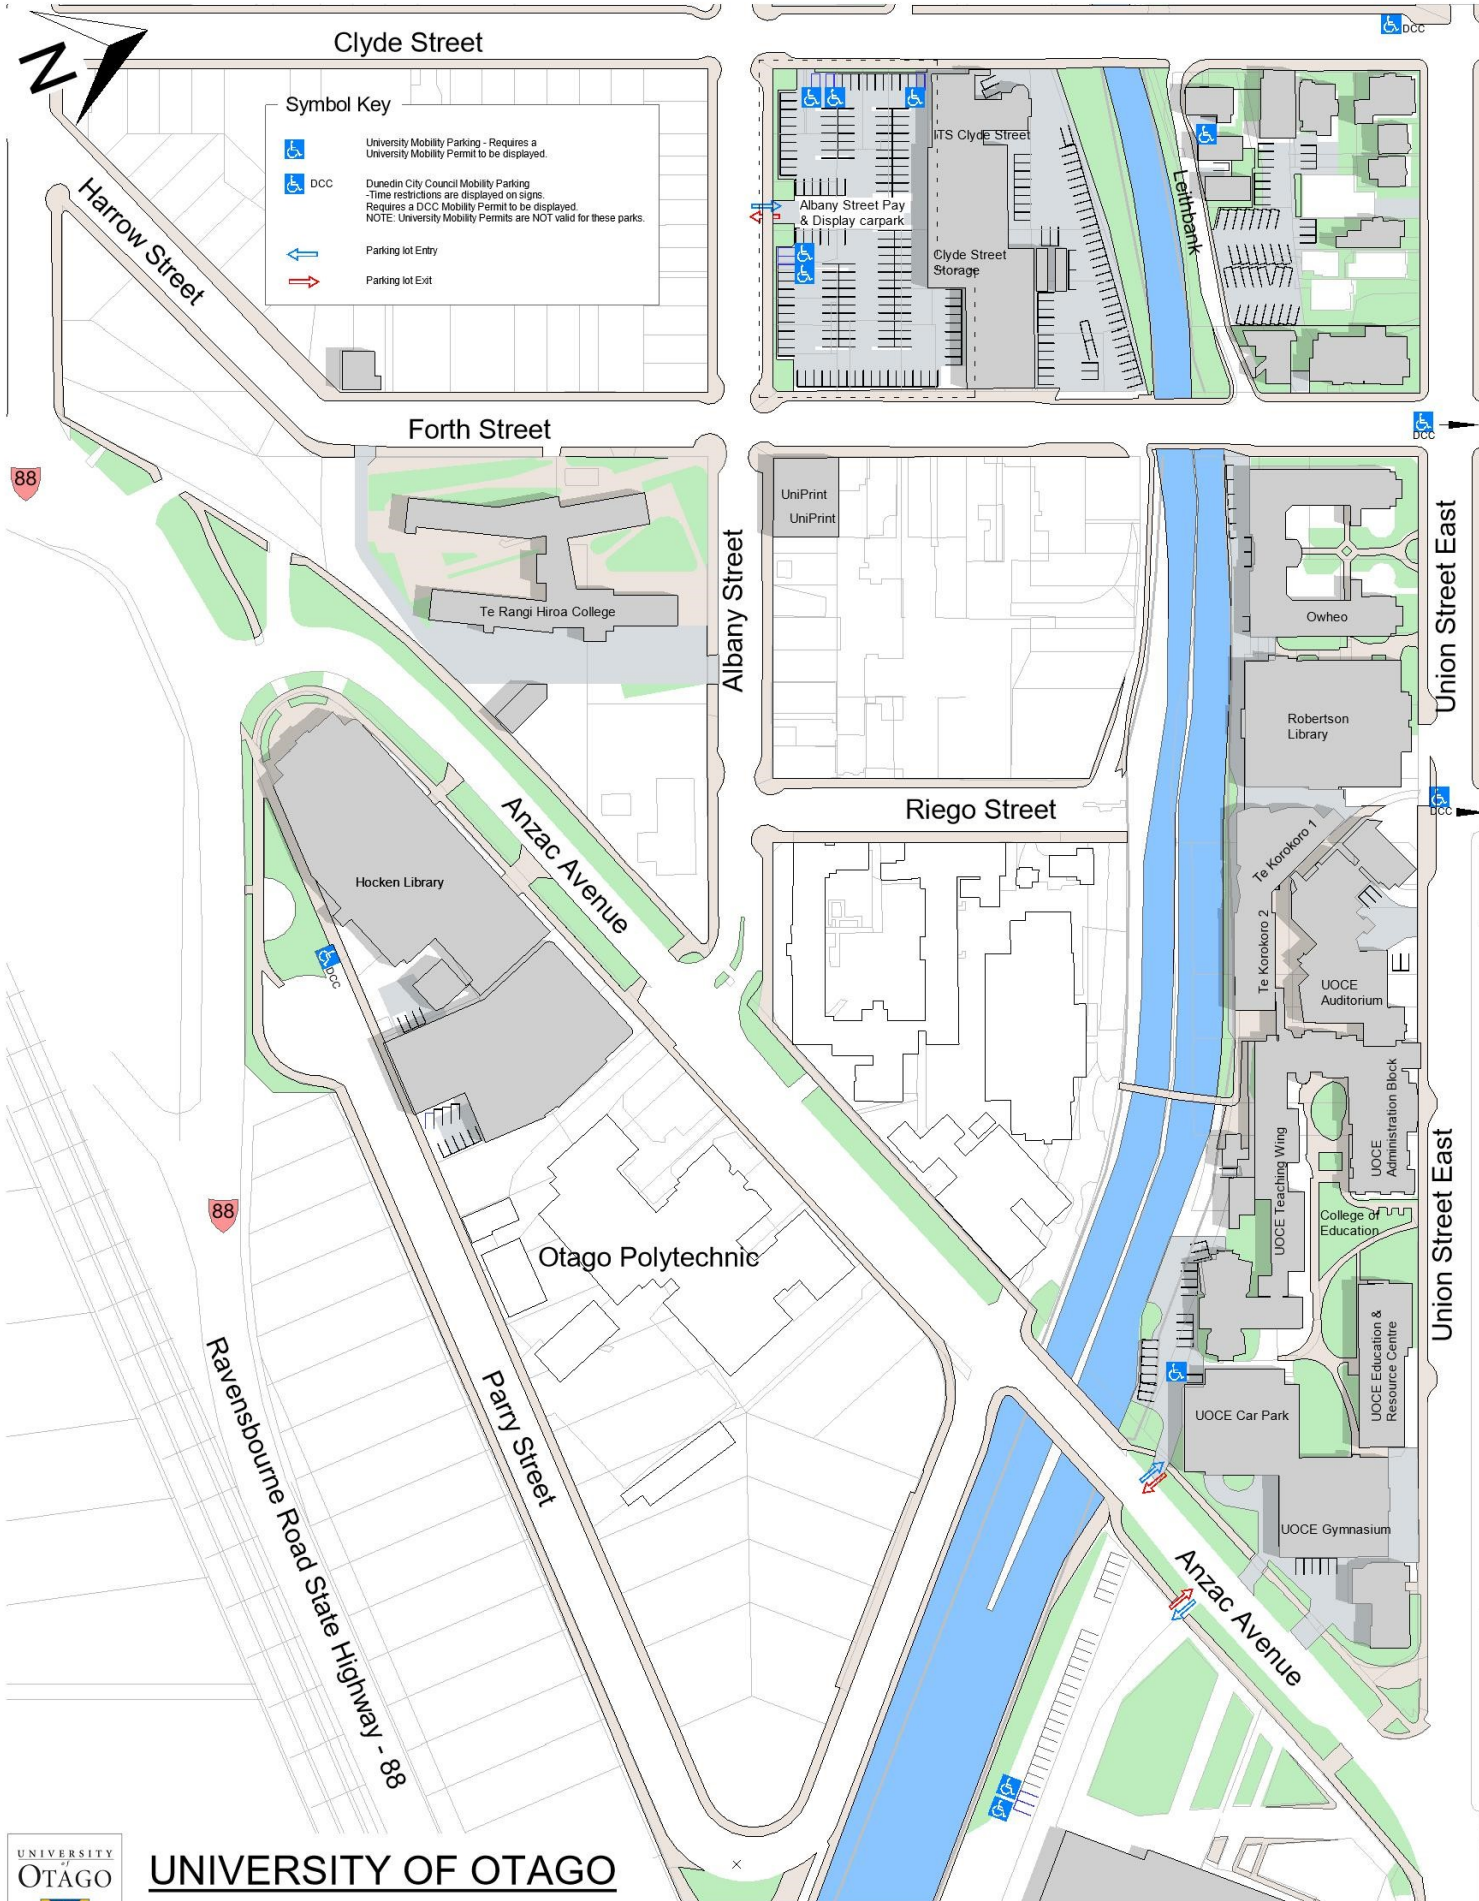 N
Clyde Street
DCC
Symbol Key
University Mobility Parking - Requires a
University Mobility Permit to be displayed.
DCC
Dunedin City Council Mobility Parking
-Time restrictions are displayed on signs.
Requires a DCC Mobility Permit to be displayed.
NOTE: University Mobility Permits are NOT valid for these parks.
Parking lot Entry
Parking lot Exit
ITS Clyde Street
Albany Street Pay
& Display carpark
Clyde Street
Storage
Leithbank
Harrow Street
Forth Street
DCC
88
UniPrint
UniPrint
Albany Street
Te Rangi Hiroa College
Owheo
Union Street East
Robertson
Library
Riego Street
DCC
Anzac Avenue
Te Korokoro 1
Hocken Library
DCC
Te Korokoro 2
UOCE
Auditorium
UOCE
Administration Block
UOCE Teaching Wing
88
College of
Education
Union Street East
Otago Polytechnic
UOCE Education &
Resource Centre
Ravensbourne Road State Highway - 88
Parry Street
UOCE Car Park
UOCE Gymnasium
Anzac Avenue
UNIVERSITY
of
OTAGO
UNIVERSITY OF OTAGO